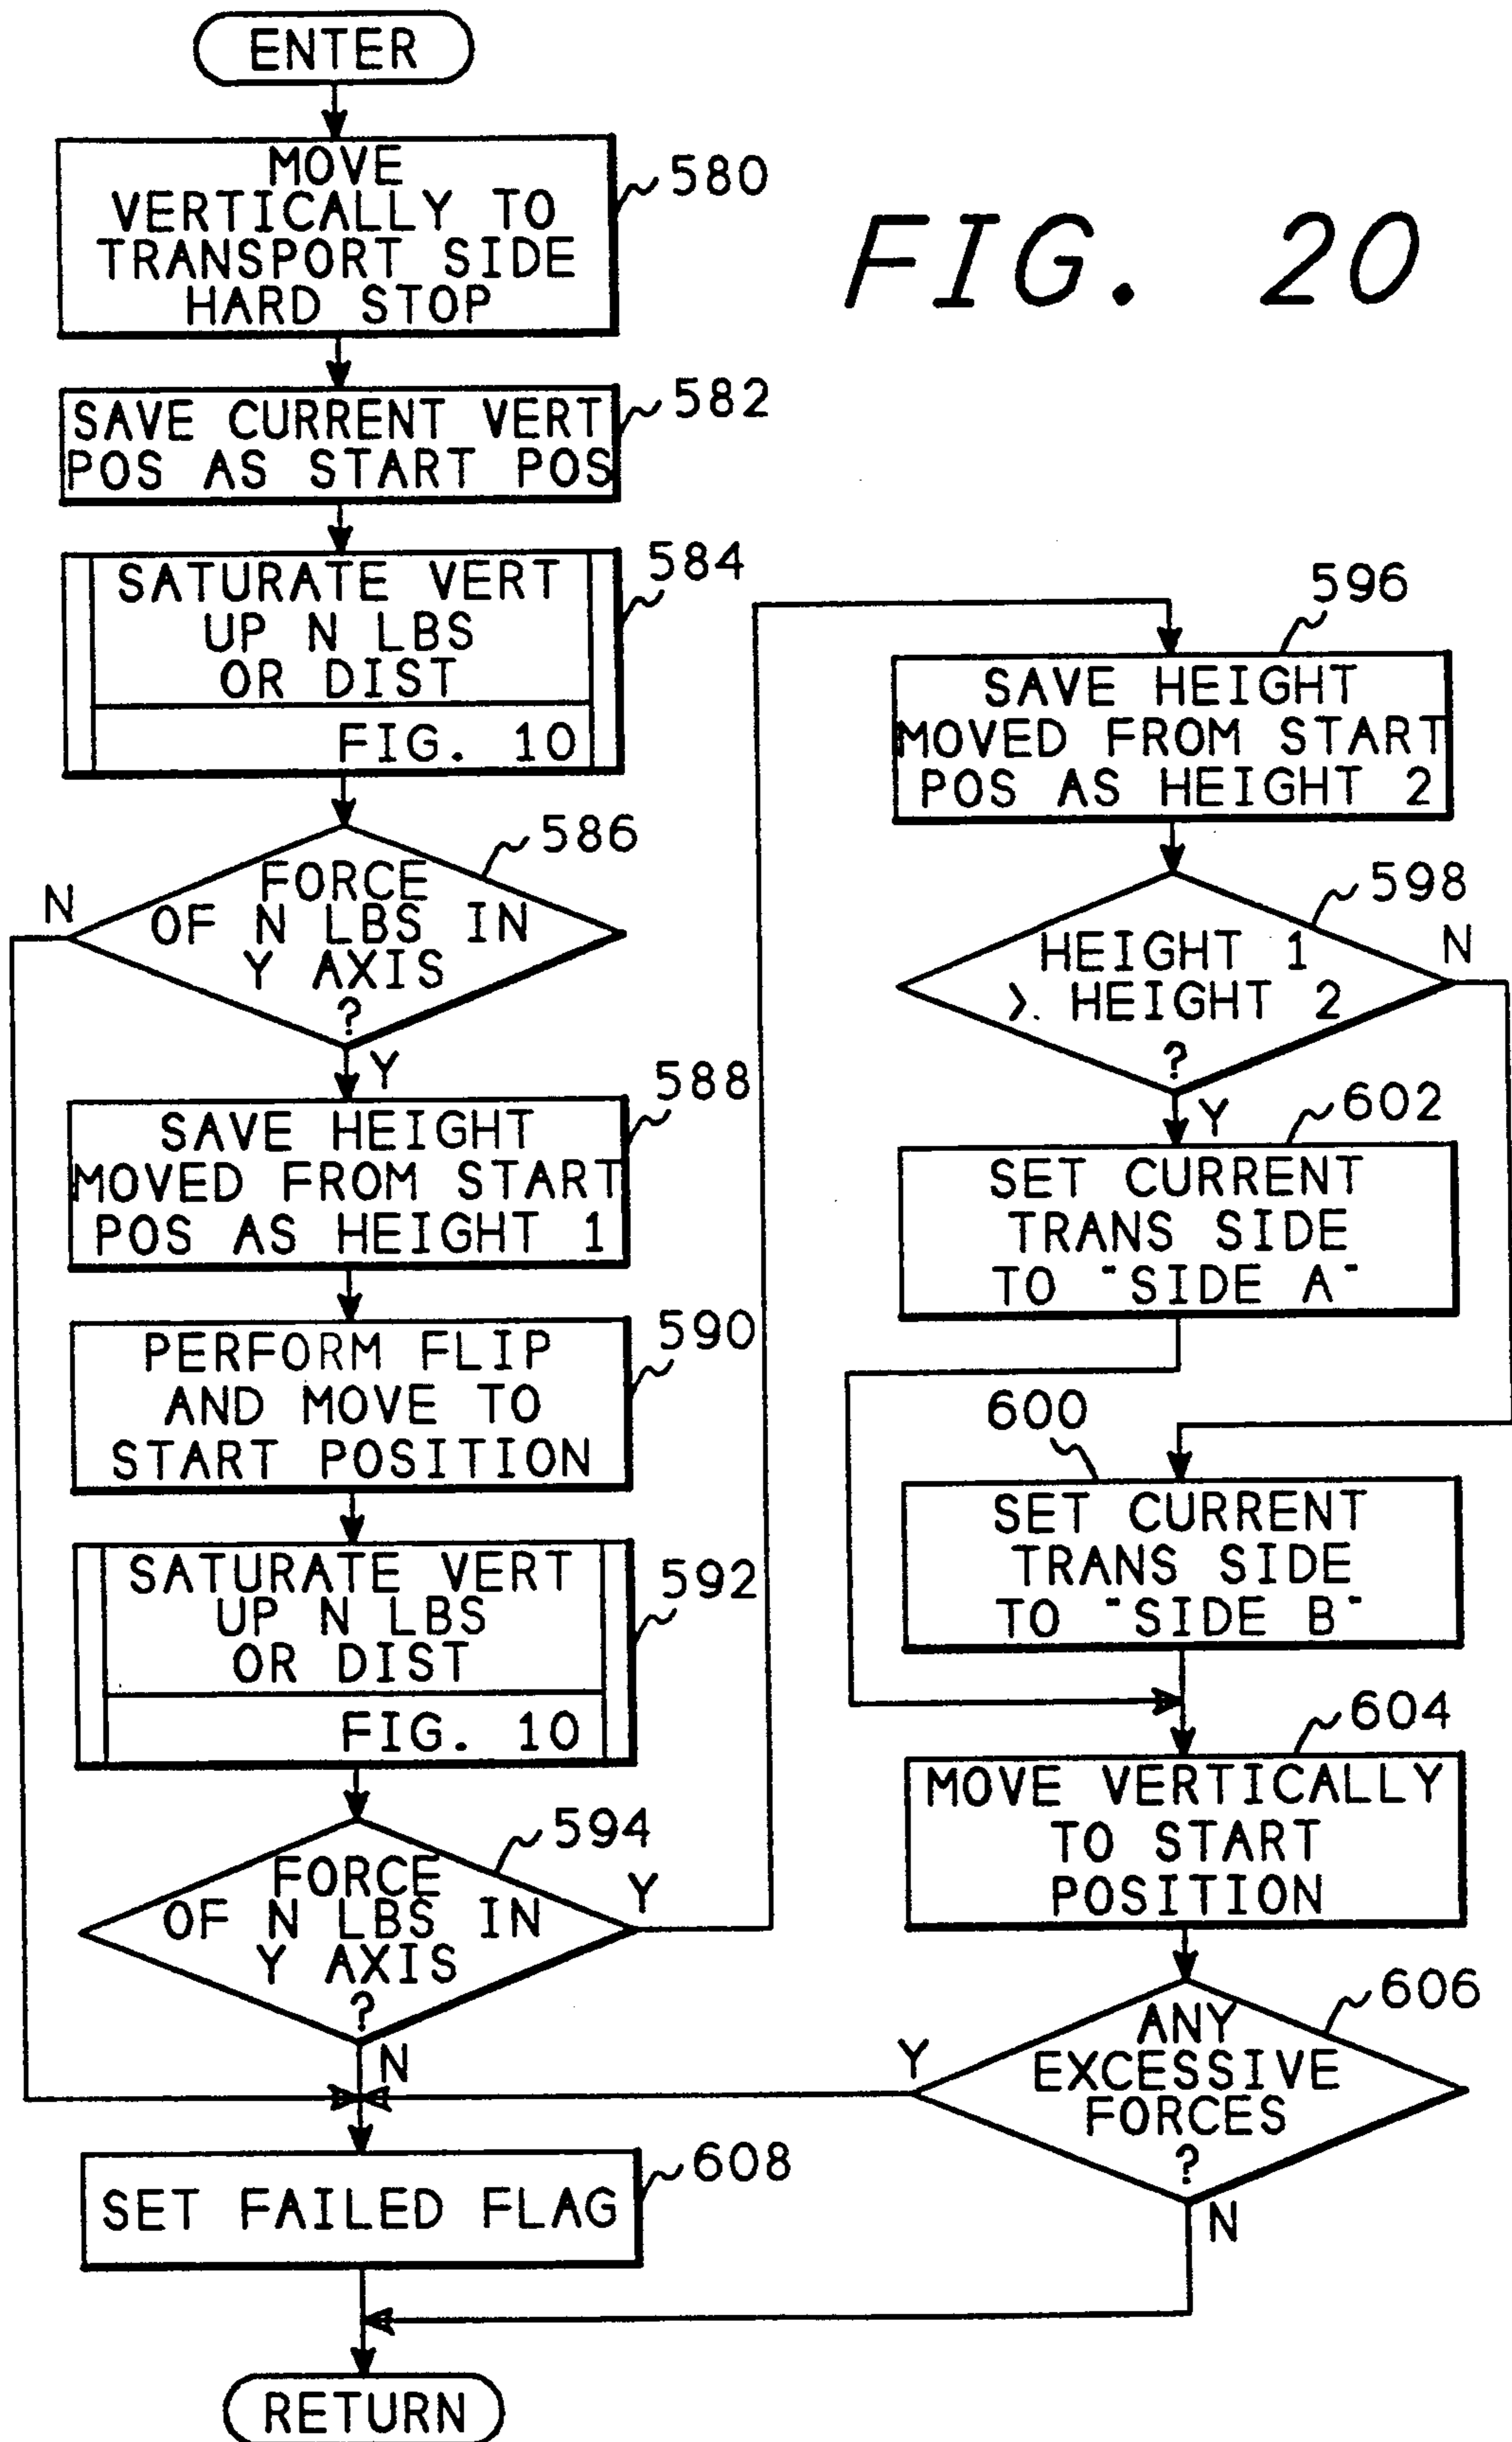 ENTER
MOVE
VERTICALLY TO
TRANSPORT SIDE
HARD STOP
580
FIG. 20
SAVE CURRENT VERT
POS AS START POS
582
SATURATE VERT
UP N LBS
OR DIST
FIG. 10
584
FORCE
OF N LBS IN
Y AXIS
?
586
N
Y
SAVE HEIGHT
MOVED FROM START
POS AS HEIGHT 1
588
PERFORM FLIP
AND MOVE TO
START POSITION
590
SATURATE VERT
UP N LBS
OR DIST
FIG. 10
592
FORCE
OF N LBS IN
Y AXIS
?
594
Y
N
SET FAILED FLAG
608
RETURN
596
SAVE HEIGHT
MOVED FROM START
POS AS HEIGHT 2
598
HEIGHT 1
> HEIGHT 2
?
N
Y
602
SET CURRENT
TRANS SIDE
TO "SIDE A"
600
SET CURRENT
TRANS SIDE
TO "SIDE B"
604
MOVE VERTICALLY
TO START
POSITION
606
ANY
EXCESSIVE
FORCES
?
Y
N